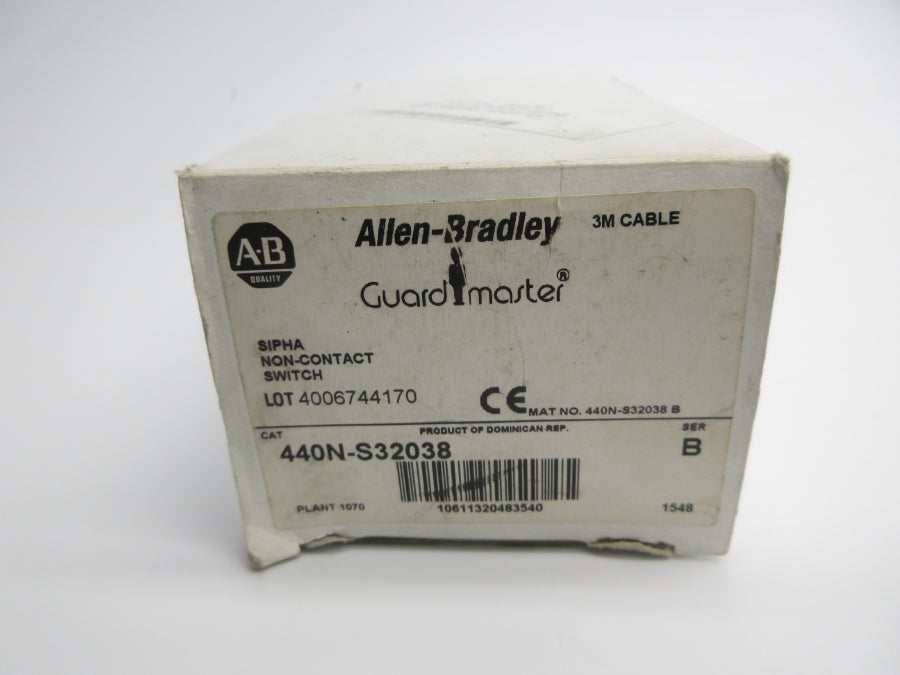 A-B
QUALITY
Allen-Bradley 3M CABLE
Guardmaster®
SIPHA
NON-CONTACT
SWITCH
LOT 4006744170
CE MAT NO. 440N-S32038 B
CAT PRODUCT OF DOMINICAN REP. SER
440N-S32038 B
PLANT 1070 10611320483540 1548